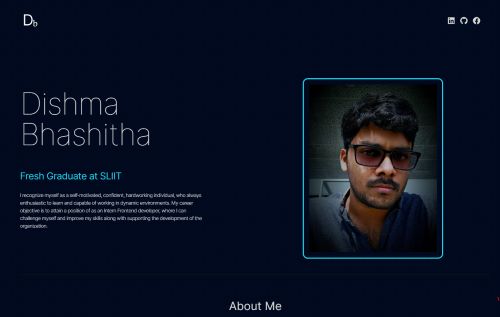 Db
Dishma
Bhashitha
Fresh Graduate at SLIIT
I recognize myself as a self-motivated, confident, hardworking individual, who always
enthusiastic to learn and capable of working in dynamic environments. My career
objective is to attain a position of as an Intern Frontend developer, where I can
challenge myself and improve my skills along with supporting the development of the
organization.
About Me